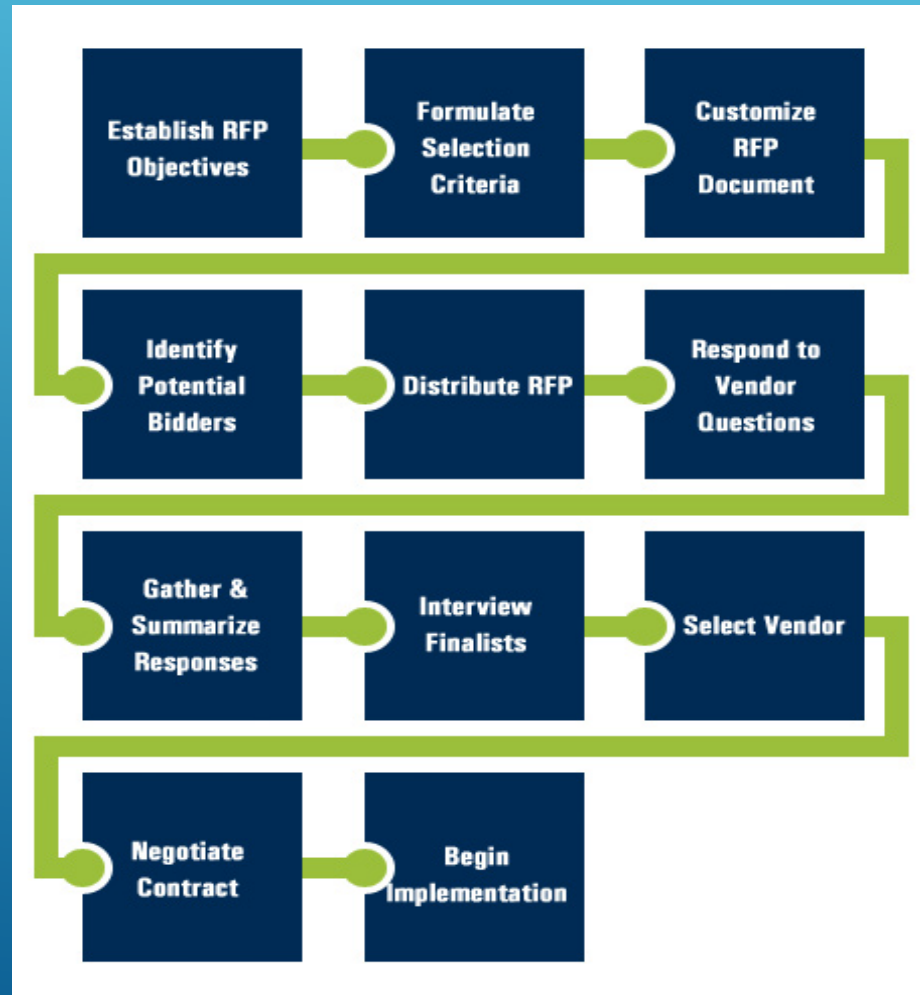 Establish RFP
Objectives
Formulate
Selection
Criteria
Customize
RFP
Document
Identify
Potential
Bidders
Distribute RFP
Respond to
Vendor
Questions
Gather &
Summarize
Responses
Interview
Finalists
Select Vendor
Negotiate
Contract
Begin
Implementation